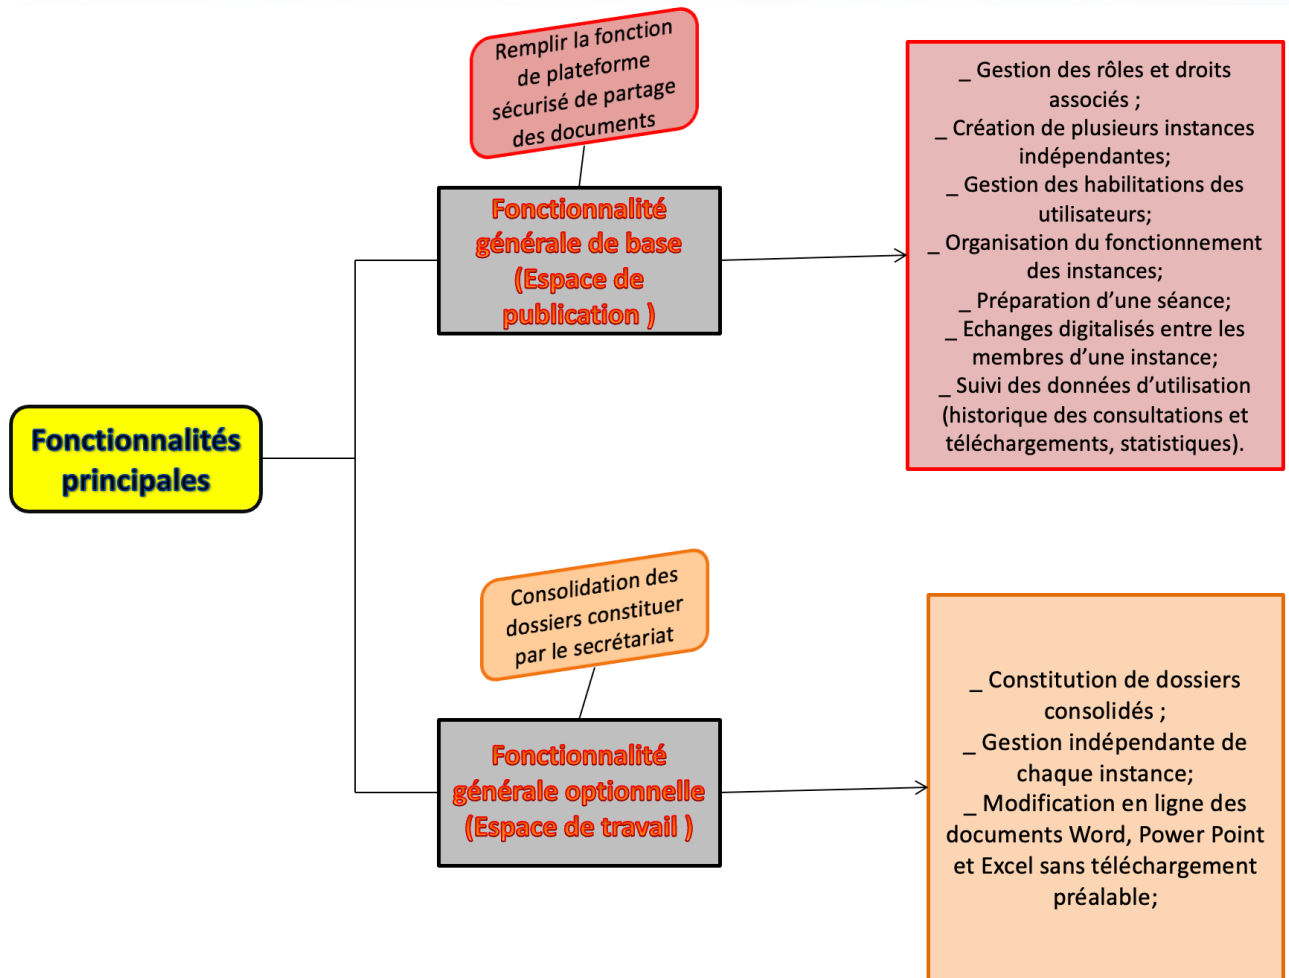 Remplir la fonction
de plateforme
sécurisé de partage
des documents
Fonctionnalité
générale de base
(Espace de
publication )
_ Gestion des rôles et droits
associés ;
_ Création de plusieurs instances
indépendantes;
_ Gestion des habilitations des
utilisateurs;
_ Organisation du fonctionnement
des instances;
_ Préparation d’une séance;
_ Echanges digitalisés entre les
membres d’une instance;
_ Suivi des données d’utilisation
(historique des consultations et
téléchargements, statistiques).
Fonctionnalités
principales
Consolidation des
dossiers constituer
par le secrétariat
Fonctionnalité
générale optionnelle
(Espace de travail )
_ Constitution de dossiers
consolidés ;
_ Gestion indépendante de
chaque instance;
_ Modification en ligne des
documents Word, Power Point
et Excel sans téléchargement
préalable;